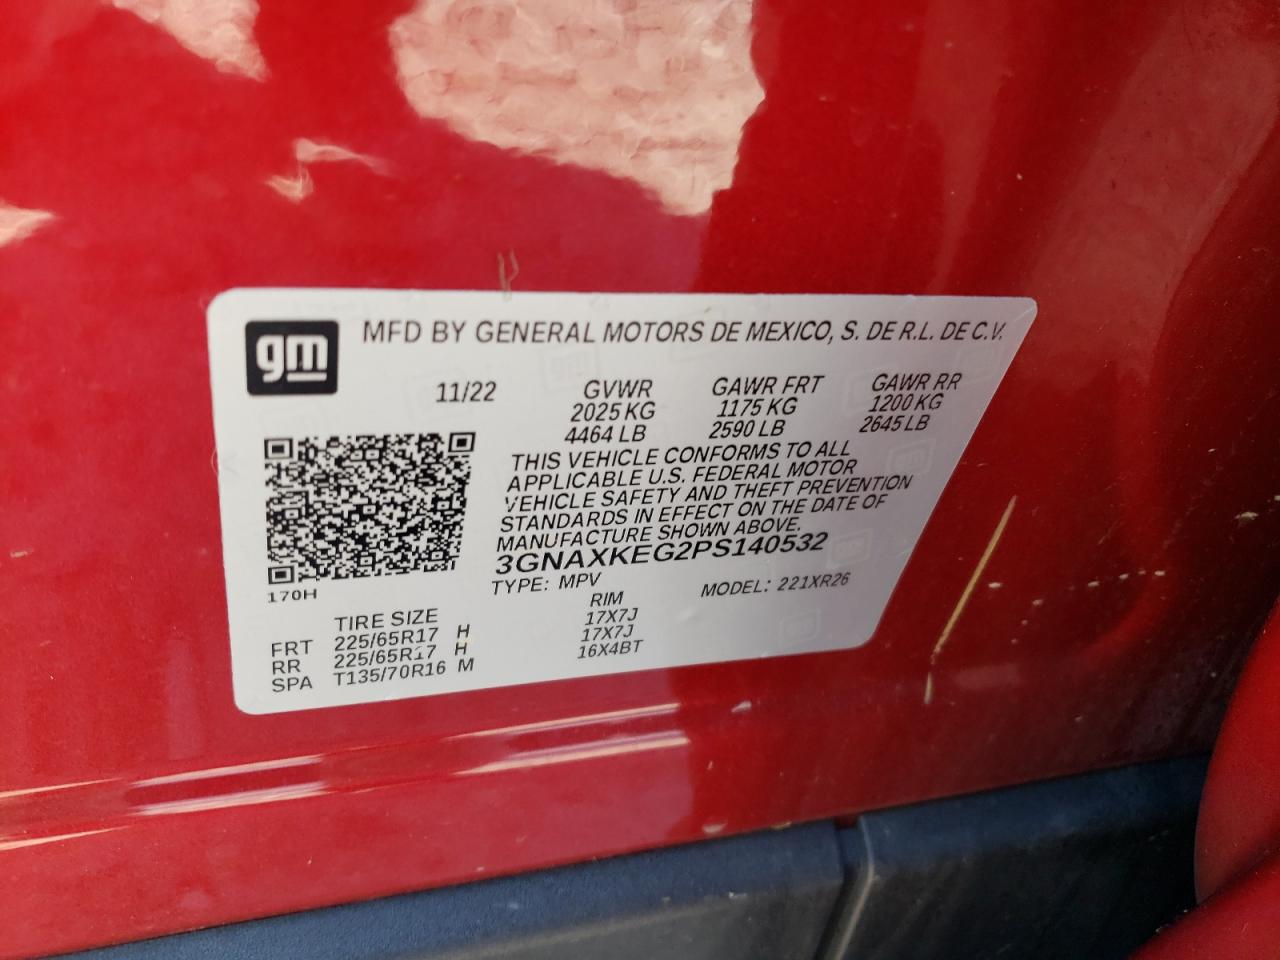 gm MFD BY GENERAL MOTORS DE MEXICO, S. DE R.L. DE C.V.
11/22 GVWR GAWR FRT GAWR RR
2025 KG 1175 KG 1200 KG
4464 LB 2590 LB 2645 LB
THIS VEHICLE CONFORMS TO ALL
APPLICABLE U.S. FEDERAL MOTOR
VEHICLE SAFETY AND THEFT PREVENTION
STANDARDS IN EFFECT ON THE DATE OF
MANUFACTURE SHOWN ABOVE.
3GNAXKEG2PS140532
TYPE: MPV MODEL: 221XR26
170H
TIRE SIZE RIM
FRT 225/65R17 H 17X7J
RR 225/65R17 H 17X7J
SPA T135/70R16 M 16X4BT